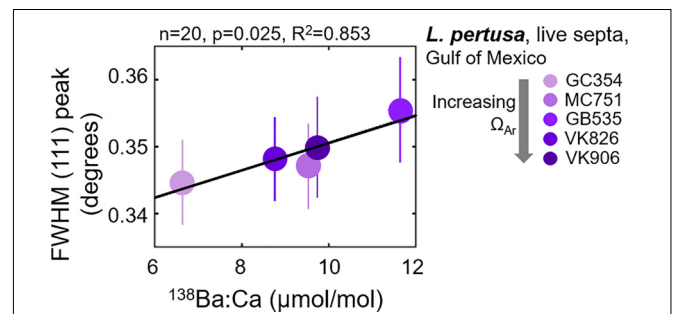 n=20, p=0.025, R²=0.853
FWHM (111) peak
(degrees)
0.36
0.35
0.34
6
8
10
12
¹³⁸Ba:Ca (μmol/mol)
L. pertusa, live septa,
Gulf of Mexico
Increasing
Ω_Ar
GC354
MC751
GB535
VK826
VK906